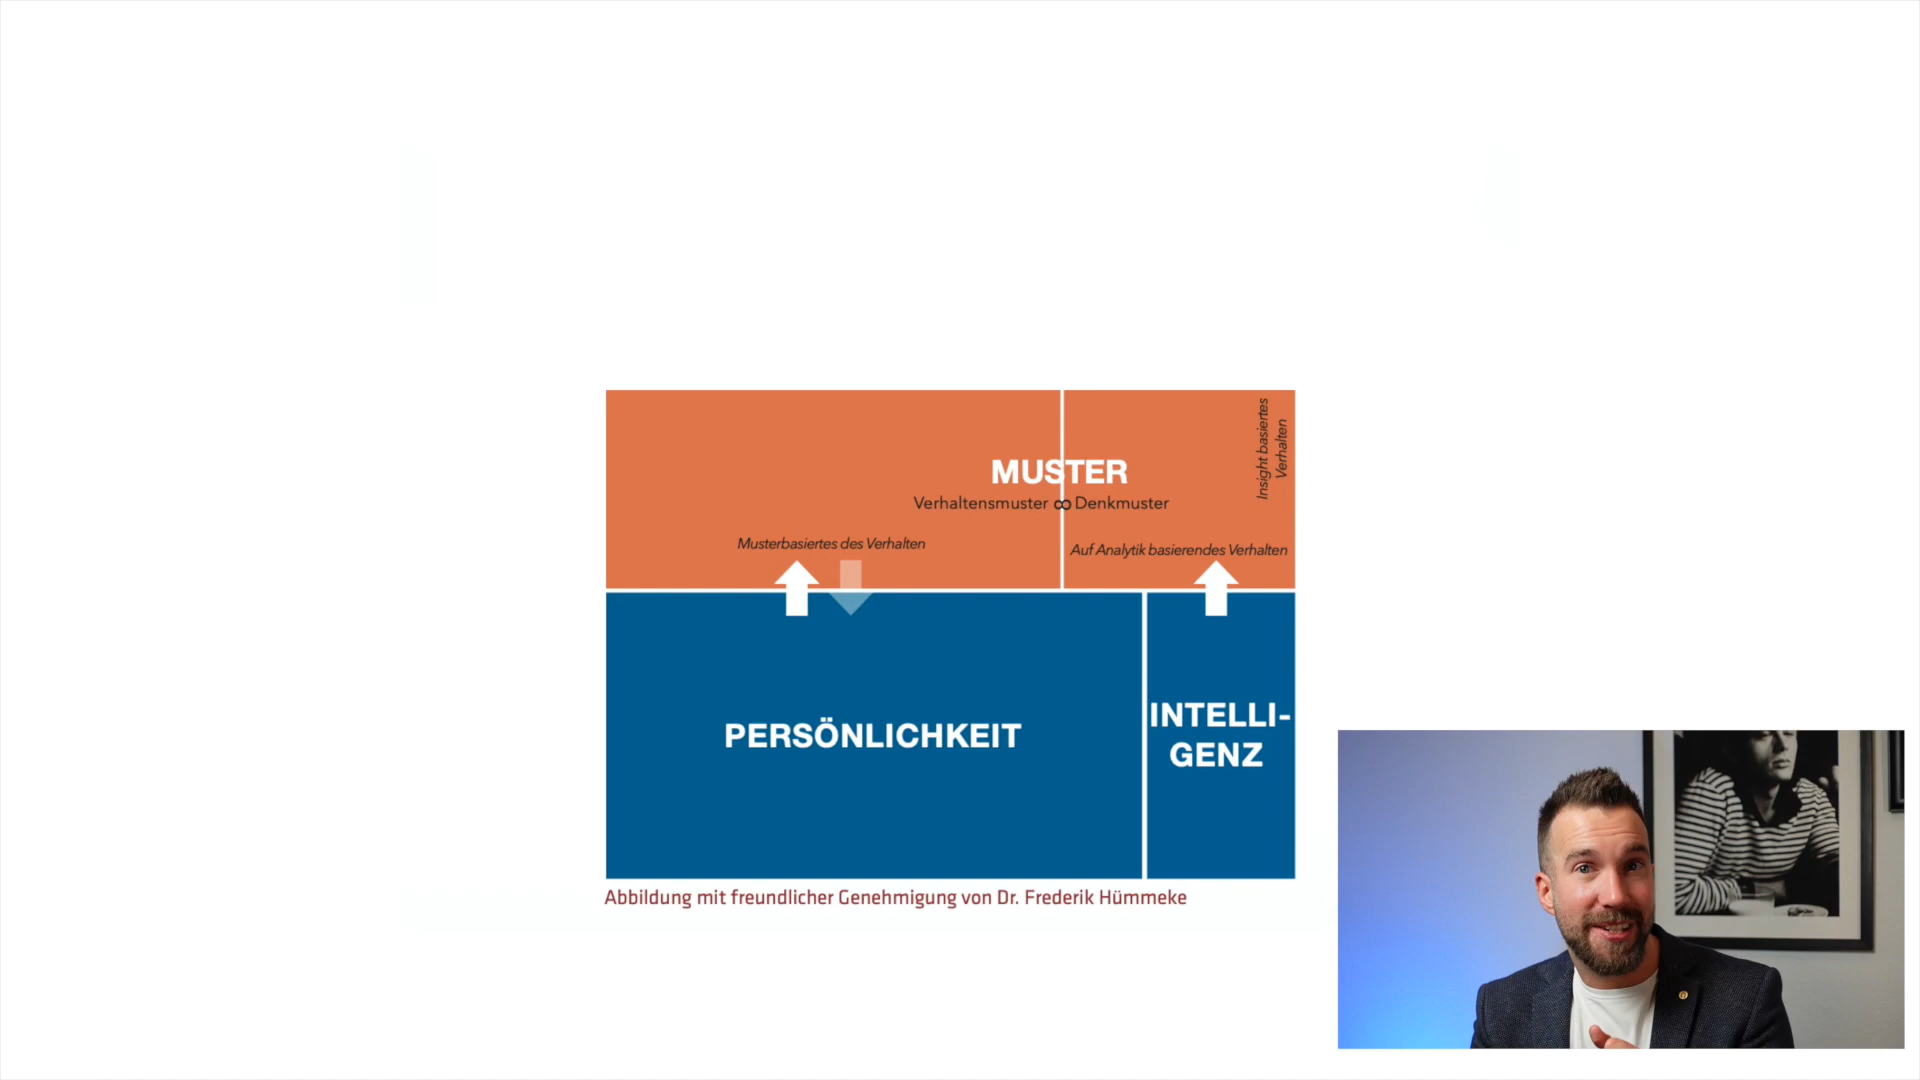 Insight basiertes
Verhalten
MUSTER
Verhaltensmuster ∞ Denkmuster
Musterbasiertes des Verhalten
Auf Analytik basierendes Verhalten
PERSÖNLICHKEIT
INTELLI-
GENZ
Abbildung mit freundlicher Genehmigung von Dr. Frederik Hümmeke